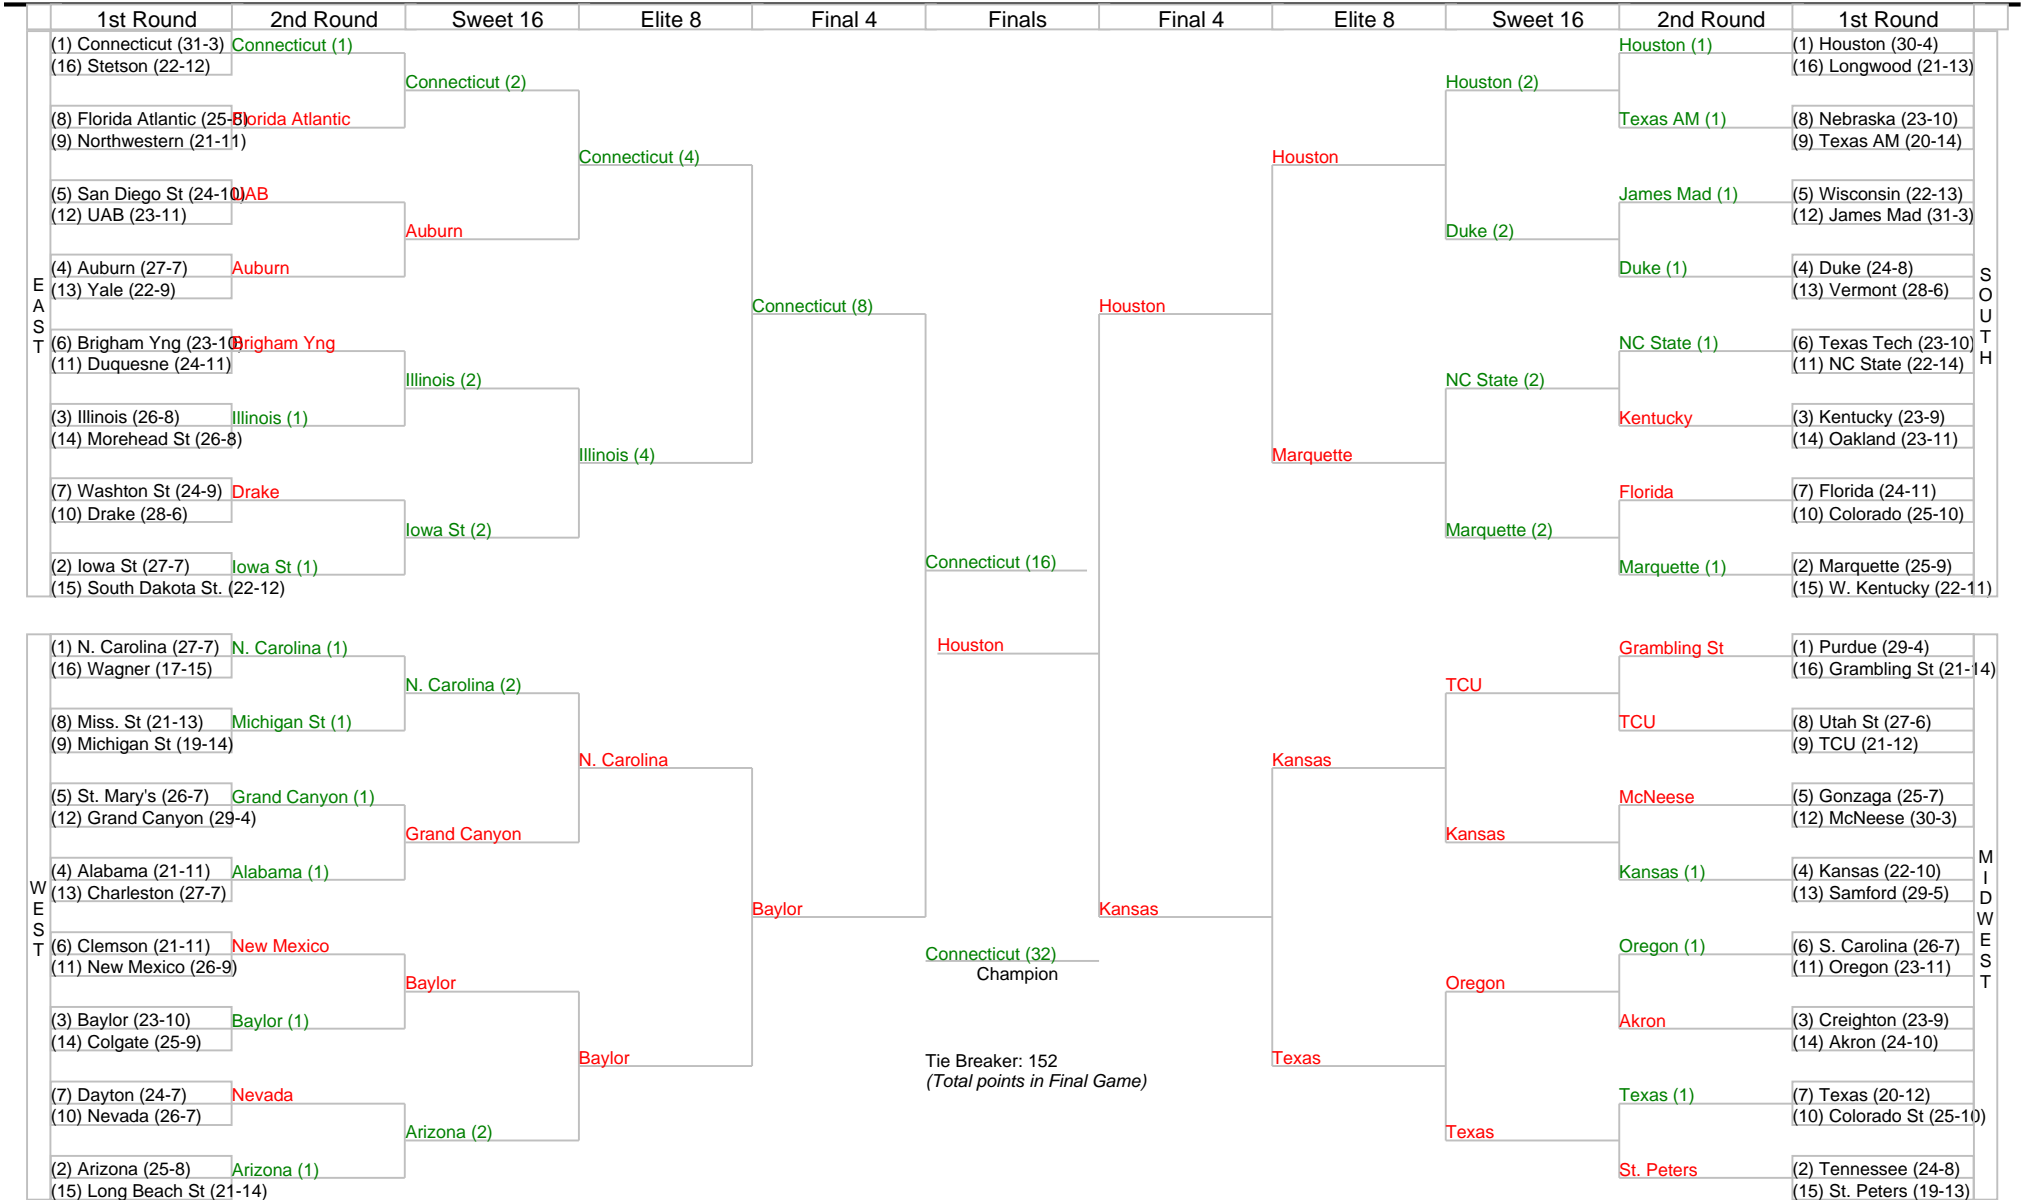 1st Round 2nd Round Sweet 16 Elite 8 Final 4 Finals Final 4 Elite 8 Sweet 16 2nd Round 1st Round
EAST
(1) Connecticut (31-3)
(16) Stetson (22-12)
(8) Florida Atlantic (25-8)
(9) Northwestern (21-11)
(5) San Diego St (24-10)
(12) UAB (23-11)
(4) Auburn (27-7)
(13) Yale (22-9)
(6) Brigham Yng (23-10)
(11) Duquesne (24-11)
(3) Illinois (26-8)
(14) Morehead St (26-8)
(7) Washton St (24-9)
(10) Drake (28-6)
(2) Iowa St (27-7)
(15) South Dakota St. (22-12)
Connecticut (1)
Florida Atlantic
UAB
Auburn
Brigham Yng
Illinois (1)
Drake
Iowa St (1)
Connecticut (2)
Auburn
Illinois (2)
Iowa St (2)
Connecticut (4)
Illinois (4)
Connecticut (8)
WEST
(1) N. Carolina (27-7)
(16) Wagner (17-15)
(8) Miss. St (21-13)
(9) Michigan St (19-14)
(5) St. Mary's (26-7)
(12) Grand Canyon (29-4)
(4) Alabama (21-11)
(13) Charleston (27-7)
(6) Clemson (21-11)
(11) New Mexico (26-9)
(3) Baylor (23-10)
(14) Colgate (25-9)
(7) Dayton (24-7)
(10) Nevada (26-7)
(2) Arizona (25-8)
(15) Long Beach St (21-14)
N. Carolina (1)
Michigan St (1)
Grand Canyon (1)
Alabama (1)
New Mexico
Baylor (1)
Nevada
Arizona (1)
N. Carolina (2)
Grand Canyon
Baylor
Arizona (2)
N. Carolina
Baylor
Baylor
Connecticut (16)
Houston
Connecticut (32)
Champion
Tie Breaker: 152
(Total points in Final Game)
Houston
Kansas
Houston
Marquette
Houston (2)
Duke (2)
NC State (2)
Marquette (2)
Houston (1)
Texas AM (1)
James Mad (1)
Duke (1)
NC State (1)
Kentucky
Florida
Marquette (1)
(1) Houston (30-4)
(16) Longwood (21-13)
(8) Nebraska (23-10)
(9) Texas AM (20-14)
(5) Wisconsin (22-13)
(12) James Mad (31-3)
(4) Duke (24-8)
(13) Vermont (28-6)
(6) Texas Tech (23-10)
(11) NC State (22-14)
(3) Kentucky (23-9)
(14) Oakland (23-11)
(7) Florida (24-11)
(10) Colorado (25-10)
(2) Marquette (25-9)
(15) W. Kentucky (22-11)
SOUTH
Kansas
Texas
TCU
Kansas
Oregon
Texas
Grambling St
TCU
McNeese
Kansas (1)
Oregon (1)
Akron
Texas (1)
St. Peters
(1) Purdue (29-4)
(16) Grambling St (21-14)
(8) Utah St (27-6)
(9) TCU (21-12)
(5) Gonzaga (25-7)
(12) McNeese (30-3)
(4) Kansas (22-10)
(13) Samford (29-5)
(6) S. Carolina (26-7)
(11) Oregon (23-11)
(3) Creighton (23-9)
(14) Akron (24-10)
(7) Texas (20-12)
(10) Colorado St (25-10)
(2) Tennessee (24-8)
(15) St. Peters (19-13)
MIDWEST